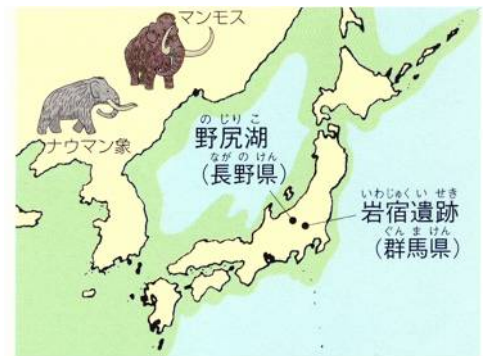 マンモス
ナウマン象
のじりこ
野尻湖
ながのけん
(長野県)
いわじゅくいせき
岩宿遺跡
ぐんまけん
(群馬県)